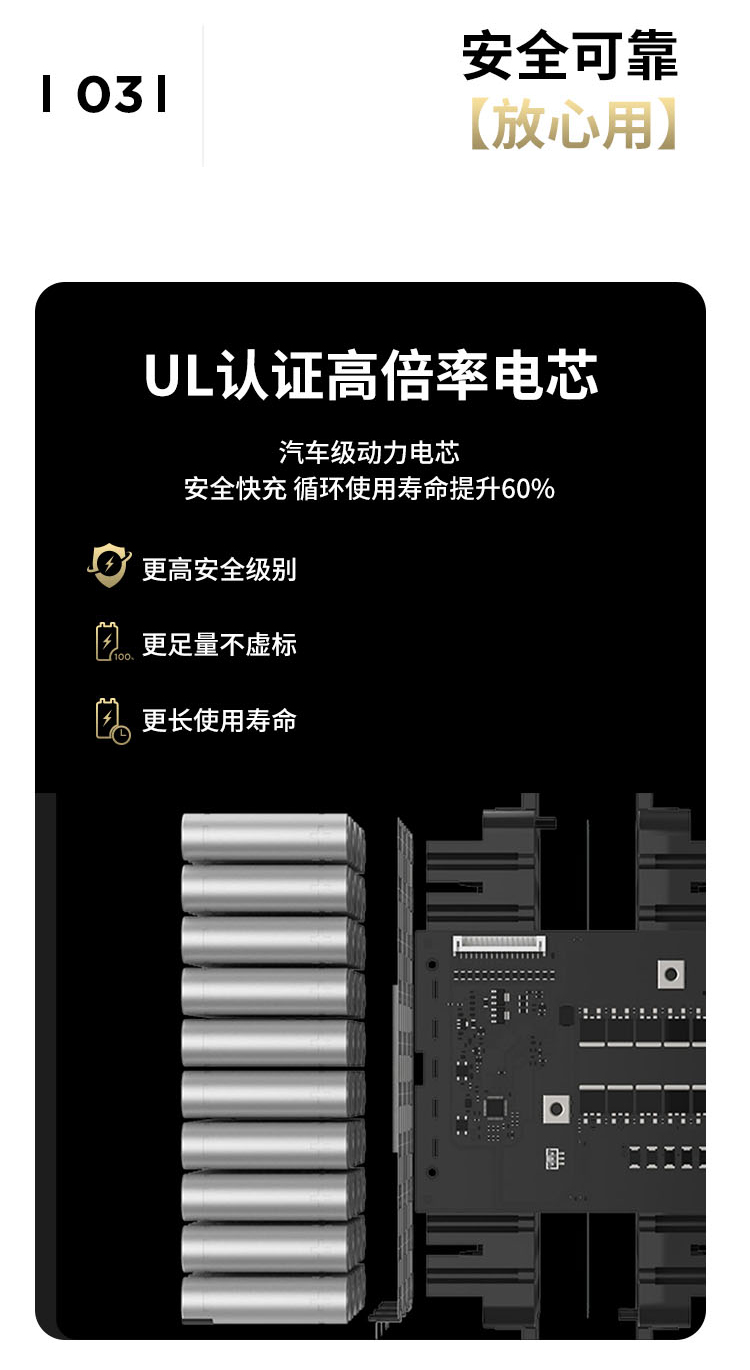 03
安全可靠
【放心用】
UL认证高倍率电芯
汽车级动力电芯
安全快充 循环使用寿命提升60%
更高安全级别
100%
更足量不虚标
更长使用寿命